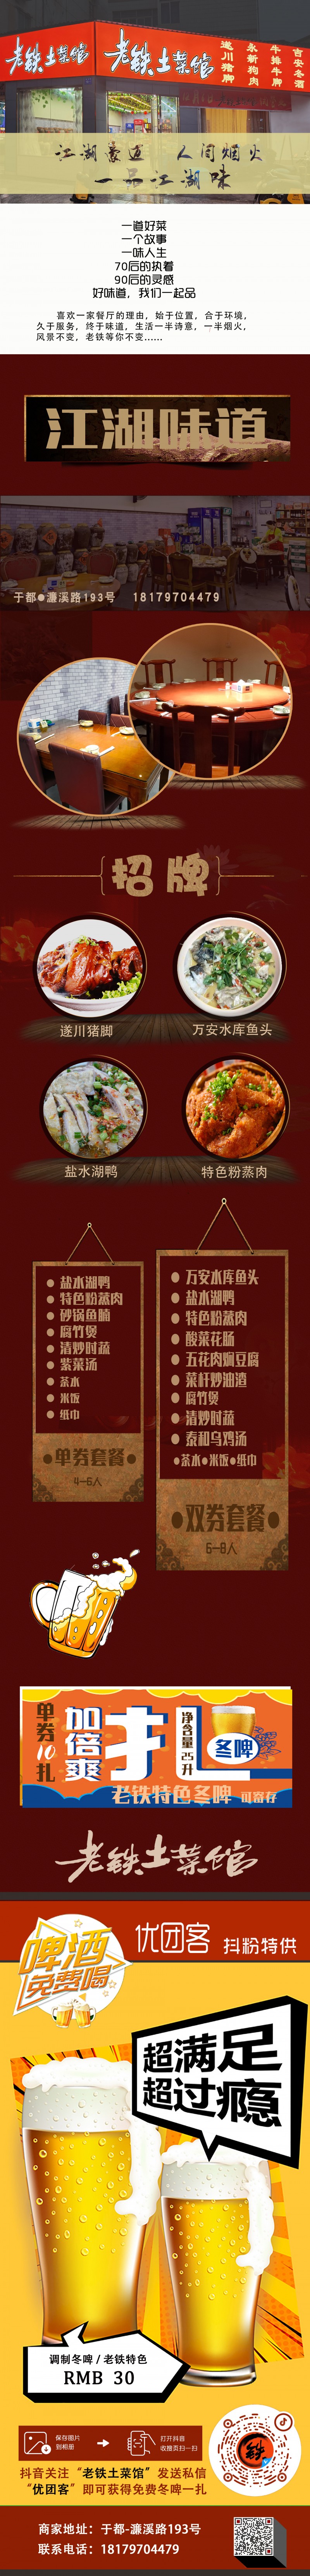 老铁土菜馆
老铁土菜馆
遂川猪脚
永新狗肉
牛排牛脚
吉安冬酒
江湖意 人间烟火
一品江湖味
一道好菜
一个故事
一味人生
70后的执着
90后的灵感
好味道，我们一起品
喜欢一家餐厅的理由，始于位置，合于环境，
久于服务，终于味道，生活一半诗意，一半烟火，
风景不变，老铁等你不变......
江湖味道
于都●濂溪路193号 18179704479
招牌
遂川猪脚
万安水库鱼头
盐水湖鸭
特色粉蒸肉
盐水湖鸭
特色粉蒸肉
砂锅鱼腩
腐竹煲
清炒时蔬
紫菜汤
茶水
米饭
纸巾
●单券套餐●
4-5人
万安水库鱼头
盐水湖鸭
特色粉蒸肉
酸菜花肠
五花肉焖豆腐
菜杆炒油渣
腐竹煲
清炒时蔬
泰和乌鸡汤
●茶水●米饭●纸巾
●双券套餐●
6-8人
单券10扎
加倍爽
扎
净含量25升
冬啤
老铁特色冬啤 可寄存
老铁土菜馆
啤酒
免费喝
优团客 抖粉特供
超满足
超过瘾
调制冬啤 / 老铁特色
RMB 30
保存图片
到相册
打开抖音
收搜页扫一扫
铁
抖音关注“老铁土菜馆”发送私信
“优团客”即可获得免费冬啤一扎
商家地址：于都-濂溪路193号
联系电话：18179704479